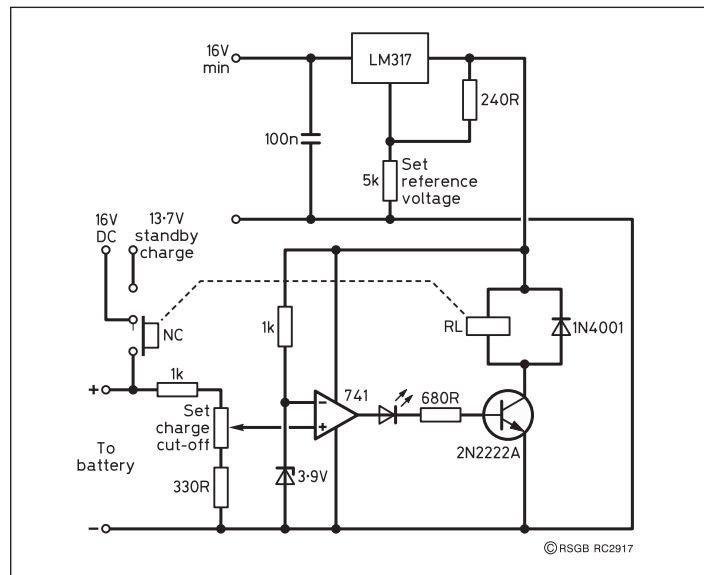 16V
min
LM317
240R
100n
5k
Set
reference
voltage
16V
DC
13·7V
standby
charge
NC
1k
RL
1N4001
+
1k
741
−
+
680R
Set
charge
cut-off
2N2222A
To
battery
330R
3·9V
−
©RSGB RC2917